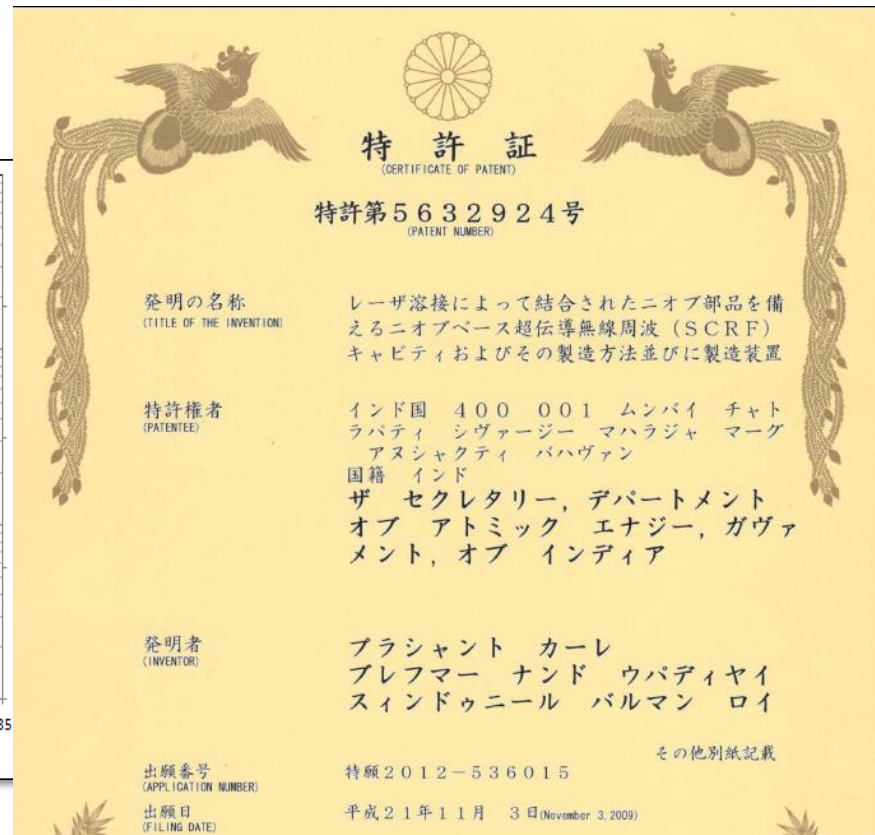 特許証
(CERTIFICATE OF PATENT)
特許第5632924号
(PATENT NUMBER)
発明の名称
(TITLE OF THE INVENTION)
レーザ溶接によって結合されたニオブ部品を備
えるニオブベース超伝導無線周波(SCRF)
キャビティおよびその製造方法並びに製造装置
特許権者
(PATENTEE)
インド国 400 001 ムンバイ チャト
ラパティ シヴァージー マハラジャ マーグ
アヌシャクティ バハヴァン
国籍 インド
ザ セクレタリー, デパートメント
オブ アトミック エナジー, ガヴァ
メント, オブ インディア
発明者
(INVENTOR)
プラシャント カーレ
ブレフマー ナンド ウパディヤイ
スィンドゥニール バルマン ロイ
その他別紙記載
出願番号
(APPLICATION NUMBER)
特願2012-536015
出願日
(FILING DATE)
平成21年11月 3日(November 3,2009)
35